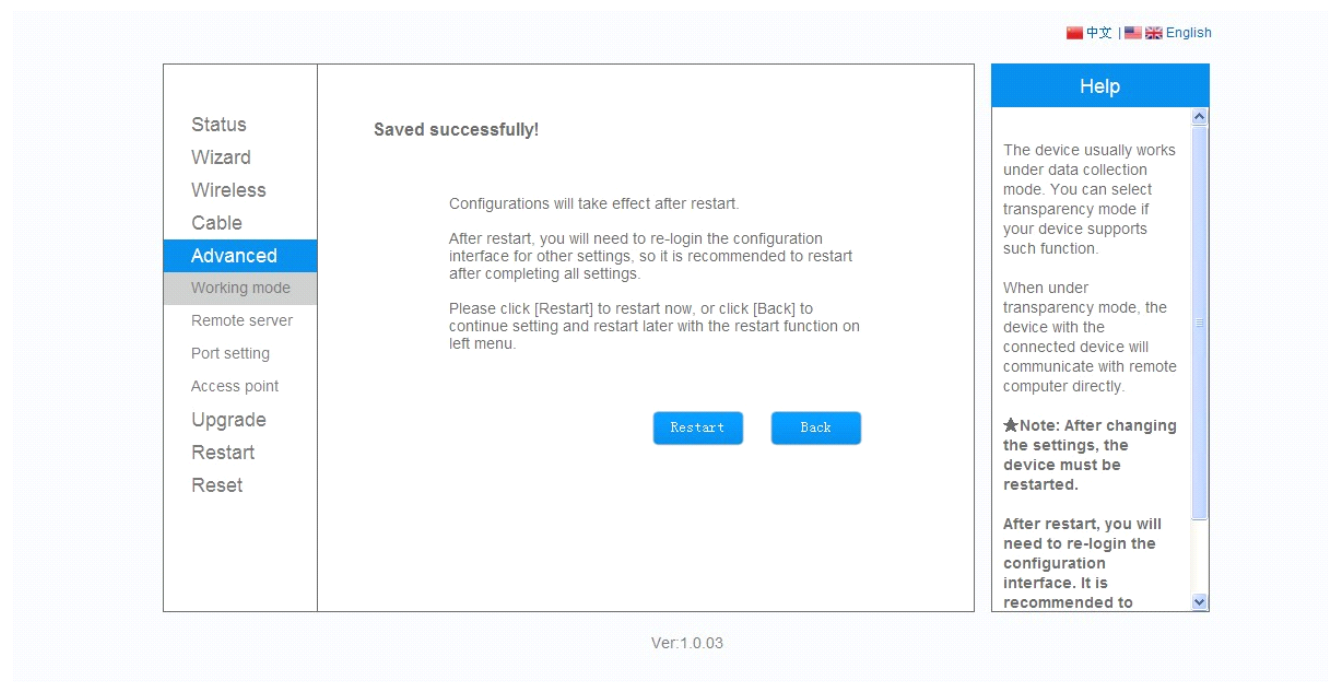 中文 | English
Help
Status
Wizard
Wireless
Cable
Advanced
Working mode
Remote server
Port setting
Access point
Upgrade
Restart
Reset
Saved successfully!
Configurations will take effect after restart.
After restart, you will need to re-login the configuration
interface for other settings, so it is recommended to restart
after completing all settings.
Please click [Restart] to restart now, or click [Back] to
continue setting and restart later with the restart function on
left menu.
Restart
Back
The device usually works
under data collection
mode. You can select
transparency mode if
your device supports
such function.
When under
transparency mode, the
device with the
connected device will
communicate with remote
computer directly.
★Note: After changing
the settings, the
device must be
restarted.
After restart, you will
need to re-login the
configuration
interface. It is
recommended to
Ver:1.0.03